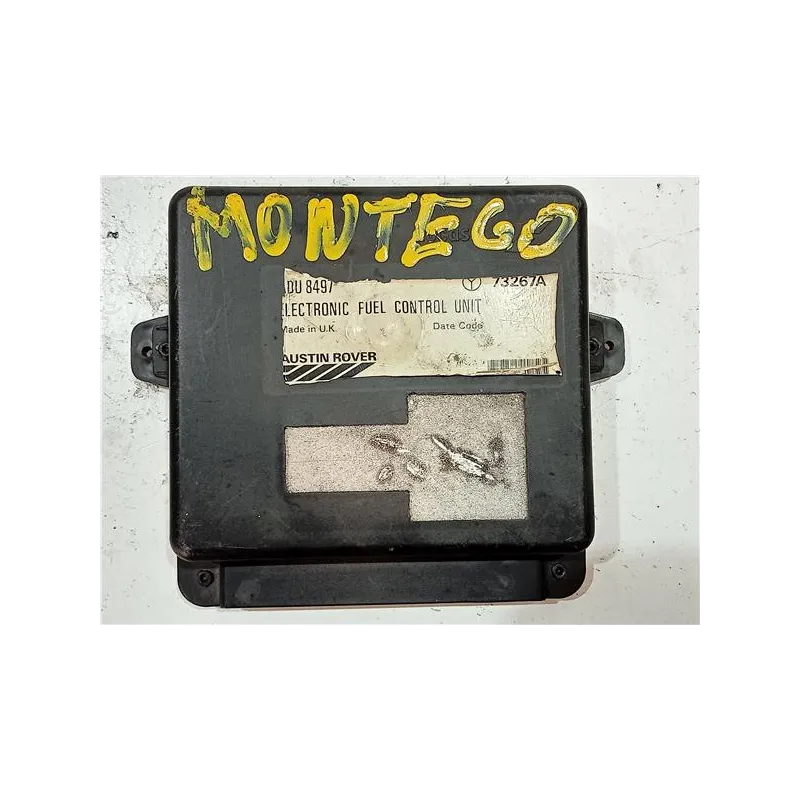 MONTEGO
ADU 8497 73267A
ELECTRONIC FUEL CONTROL UNIT
Made in U.K. Date Code
AUSTIN ROVER